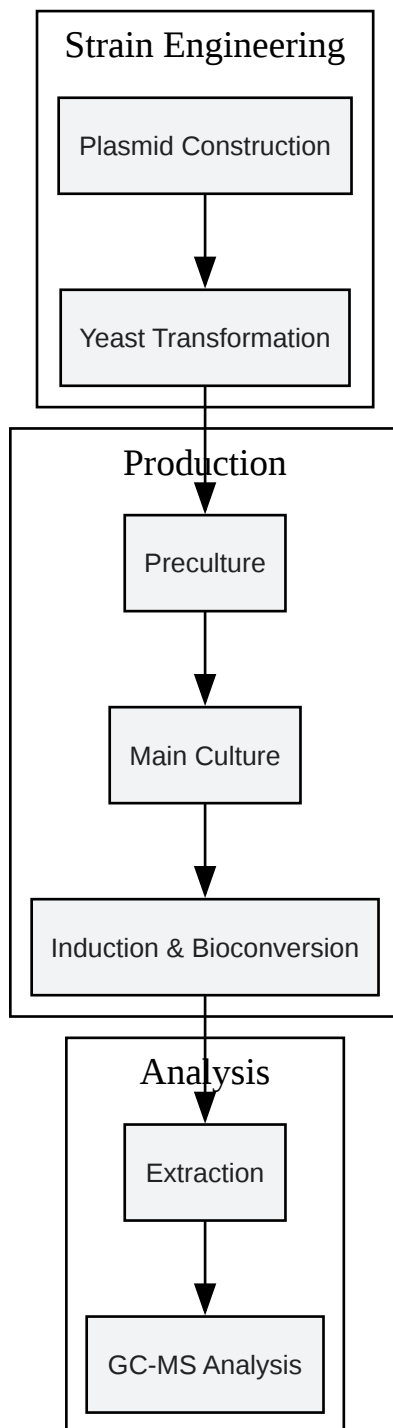 Strain Engineering
Plasmid Construction
Yeast Transformation
Production
Preculture
Main Culture
Induction & Bioconversion
Analysis
Extraction
GC-MS Analysis